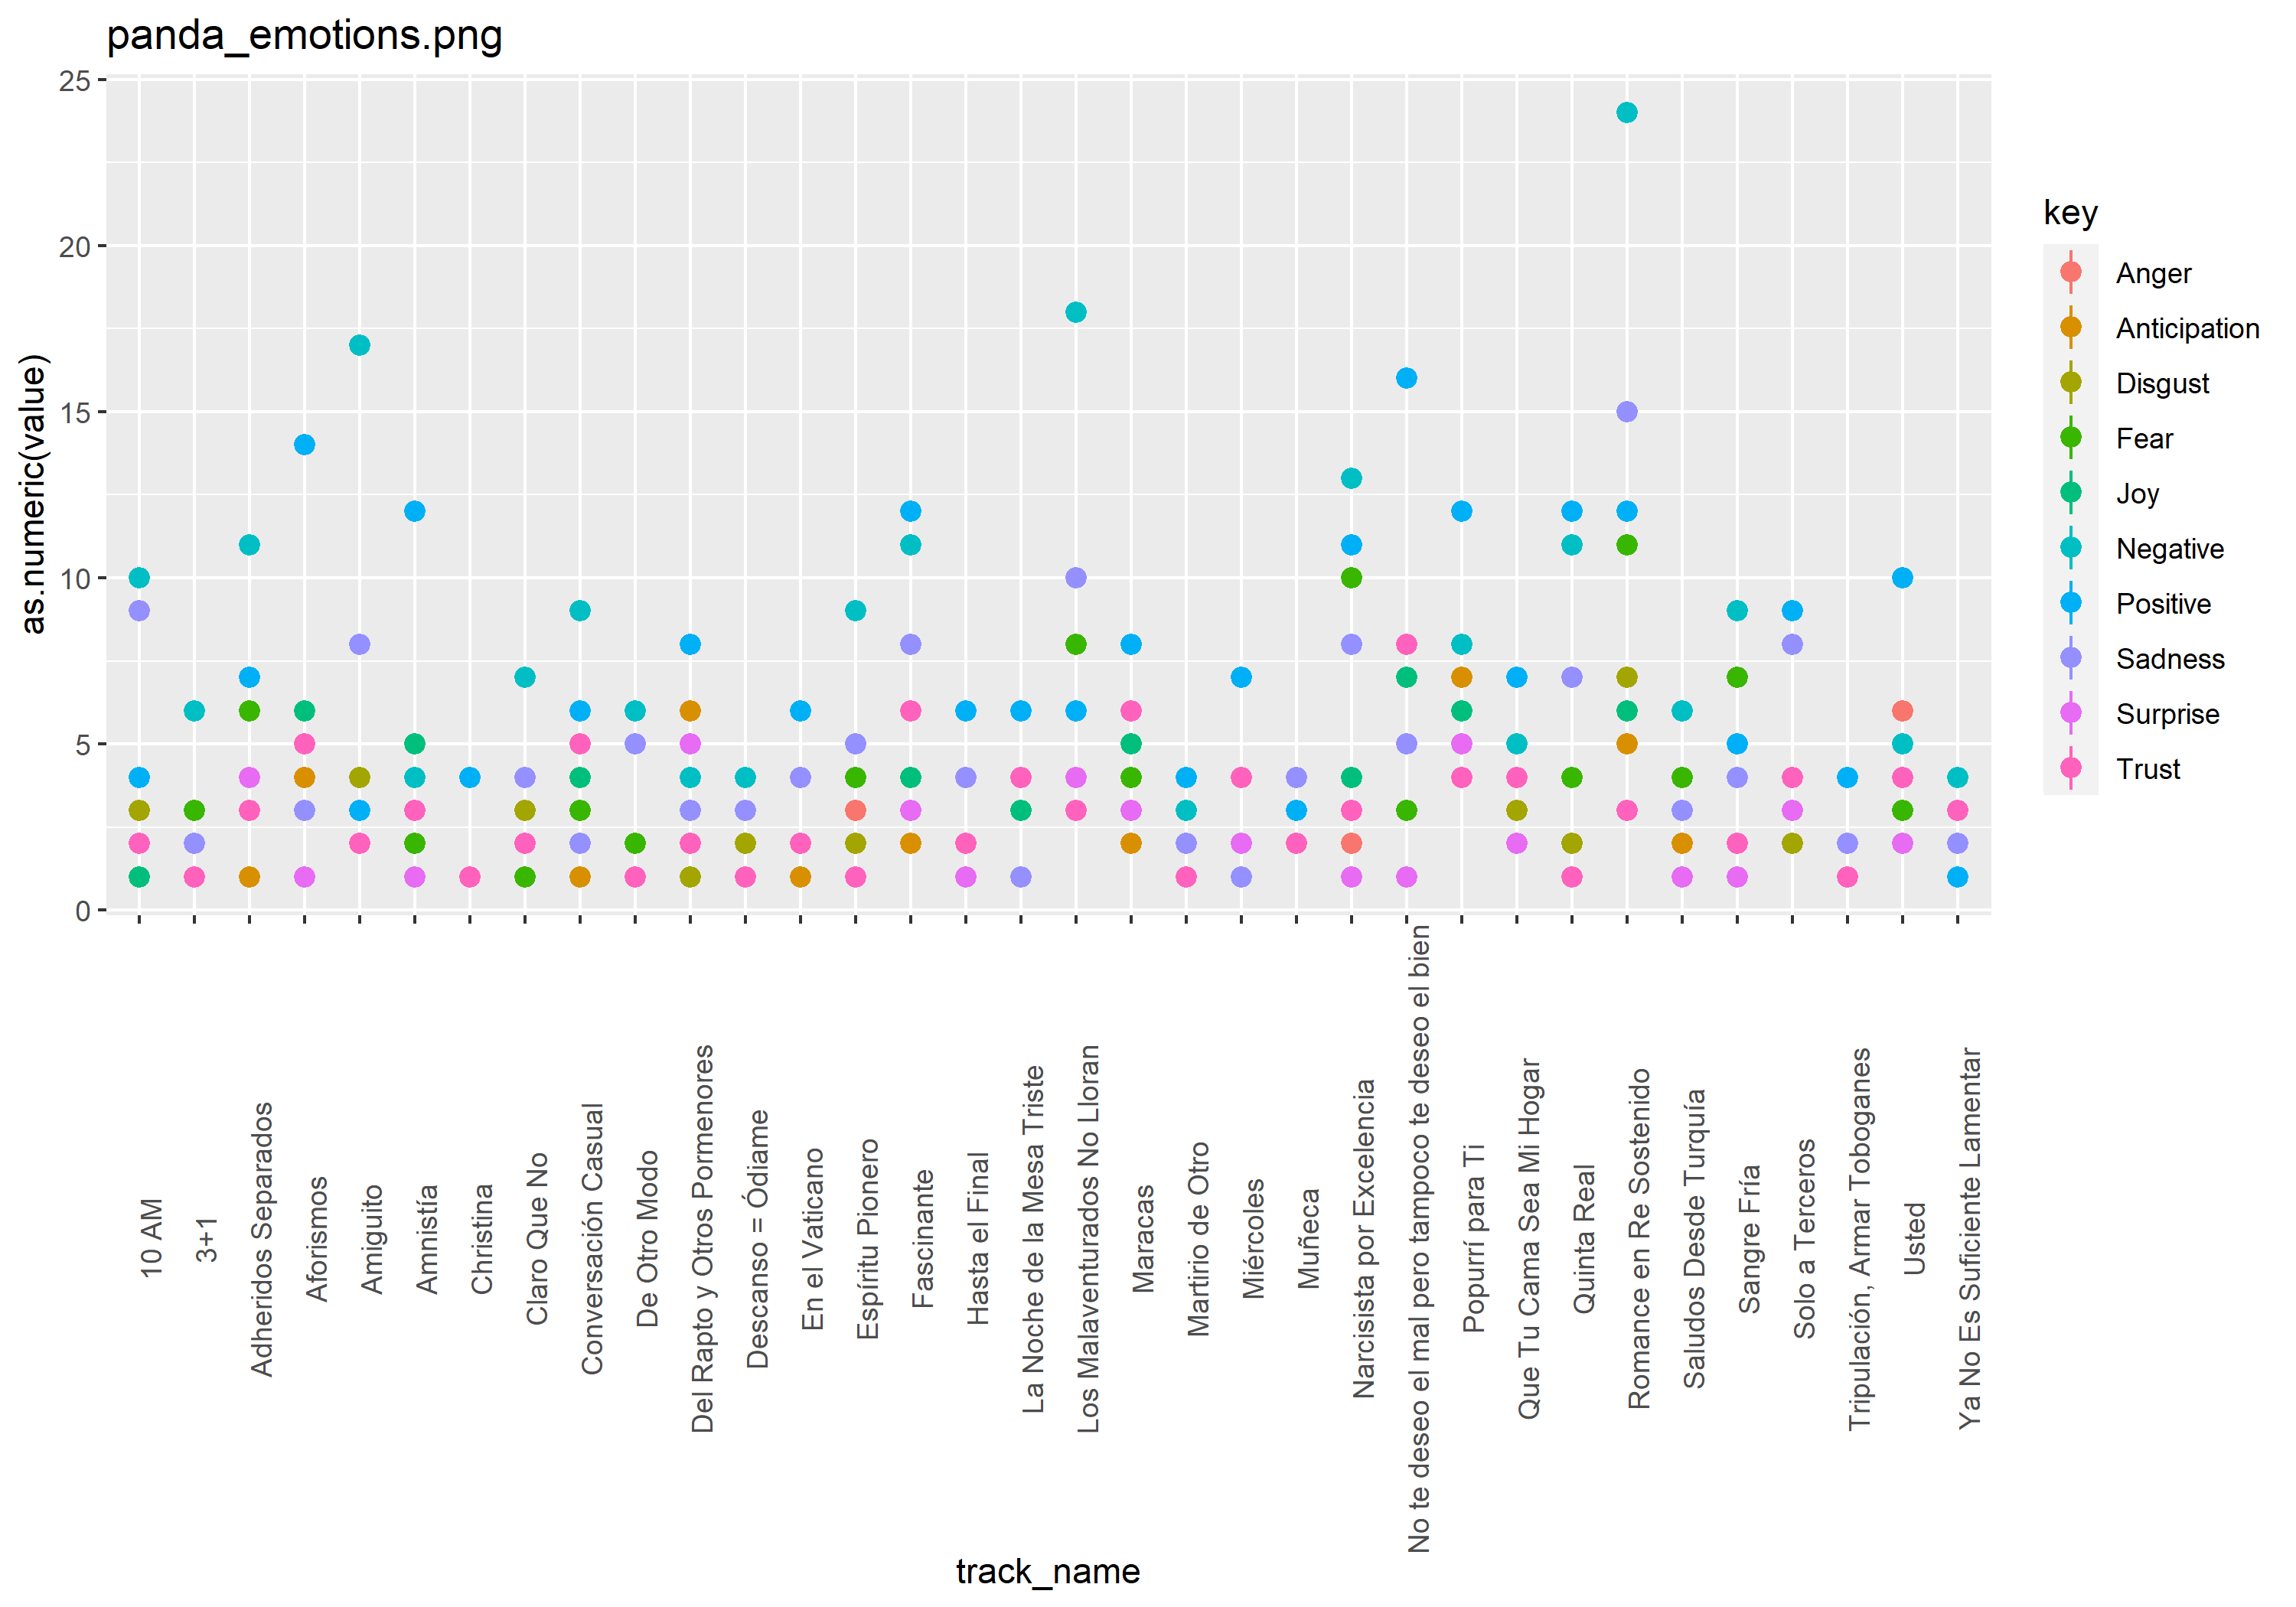 panda_emotions.png
25
20
15
10
5
0
as.numeric(value)
10 AM
3+1
Adheridos Separados
Aforismos
Amiguito
Amnistía
Christina
Claro Que No
Conversación Casual
De Otro Modo
Del Rapto y Otros Pormenores
Descanso = Ódiame
En el Vaticano
Espíritu Pionero
Fascinante
Hasta el Final
La Noche de la Mesa Triste
Los Malaventurados No Lloran
Maracas
Martirio de Otro
Miércoles
Muñeca
Narcisista por Excelencia
No te deseo el mal pero tampoco te deseo el bien
Popurrí para Ti
Que Tu Cama Sea Mi Hogar
Quinta Real
Romance en Re Sostenido
Saludos Desde Turquía
Sangre Fría
Solo a Terceros
Tripulación, Armar Toboganes
Usted
Ya No Es Suficiente Lamentar
track_name
key
Anger
Anticipation
Disgust
Fear
Joy
Negative
Positive
Sadness
Surprise
Trust